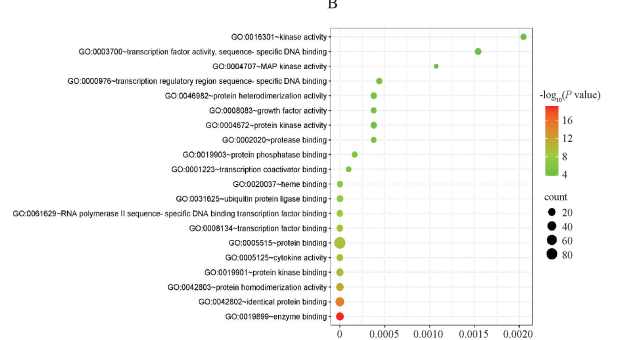 B
GO:0016301~kinase activity
GO:0003700~transcription factor activity, sequence- specific DNA binding
GO:0004707~MAP kinase activity
GO:0000976~transcription regulatory region sequence- specific DNA binding
GO:0046982~protein heterodimerization activity
GO:0008083~growth factor activity
GO:0004672~protein kinase activity
GO:0002020~protease binding
GO:0019903~protein phosphatase binding
GO:0001223~transcription coactivator binding
GO:0020037~heme binding
GO:0031625~ubiquitin protein ligase binding
GO:0061629~RNA polymerase II sequence- specific DNA binding transcription factor binding
GO:0008134~transcription factor binding
GO:0005515~protein binding
GO:0005125~cytokine activity
GO:0019901~protein kinase binding
GO:0042803~protein homodimerization activity
GO:0042802~identical protein binding
GO:0019899~enzyme binding
0 0.0005 0.0010 0.0015 0.0020
-log10(P value)
16
12
8
4
count
20
40
60
80